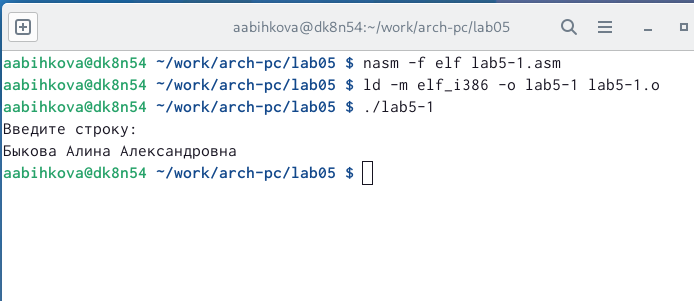 aabihkova@dk8n54:~/work/arch-pc/lab05
aabihkova@dk8n54 ~/work/arch-pc/lab05 $ nasm -f elf lab5-1.asm
aabihkova@dk8n54 ~/work/arch-pc/lab05 $ ld -m elf_i386 -o lab5-1 lab5-1.o
aabihkova@dk8n54 ~/work/arch-pc/lab05 $ ./lab5-1
Введите строку:
Быкова Алина Александровна
aabihkova@dk8n54 ~/work/arch-pc/lab05 $